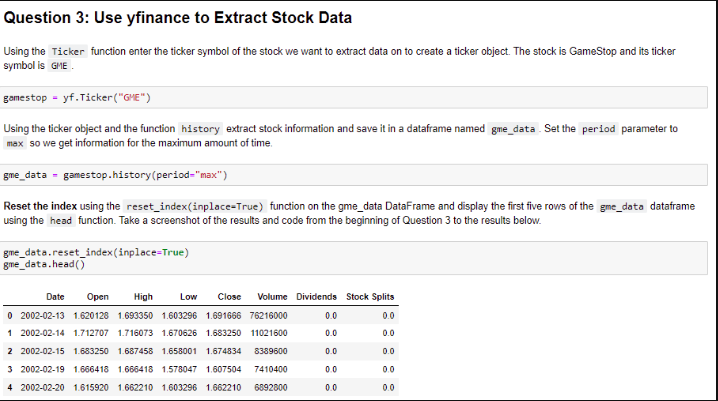 Question 3: Use yfinance to Extract Stock Data
Using the Ticker function enter the ticker symbol of the stock we want to extract data on to create a ticker object. The stock is GameStop and its ticker
symbol is GME .
gamestop = yf.Ticker("GME")
Using the ticker object and the function history extract stock information and save it in a dataframe named gme_data . Set the period parameter to
max so we get information for the maximum amount of time.
gme_data = gamestop.history(period="max")
Reset the index using the reset_index(inplace=True) function on the gme_data DataFrame and display the first five rows of the gme_data dataframe
using the head function. Take a screenshot of the results and code from the beginning of Question 3 to the results below.
gme_data.reset_index(inplace=True)
gme_data.head()
Date Open High Low Close Volume Dividends Stock Splits
0 2002-02-13 1.620128 1.693350 1.603296 1.691666 76216000 0.0 0.0
1 2002-02-14 1.712707 1.716073 1.670626 1.683250 11021600 0.0 0.0
2 2002-02-15 1.683250 1.687458 1.658001 1.674834 8389600 0.0 0.0
3 2002-02-19 1.666418 1.666418 1.578047 1.607504 7410400 0.0 0.0
4 2002-02-20 1.615920 1.662210 1.603296 1.662210 6892800 0.0 0.0